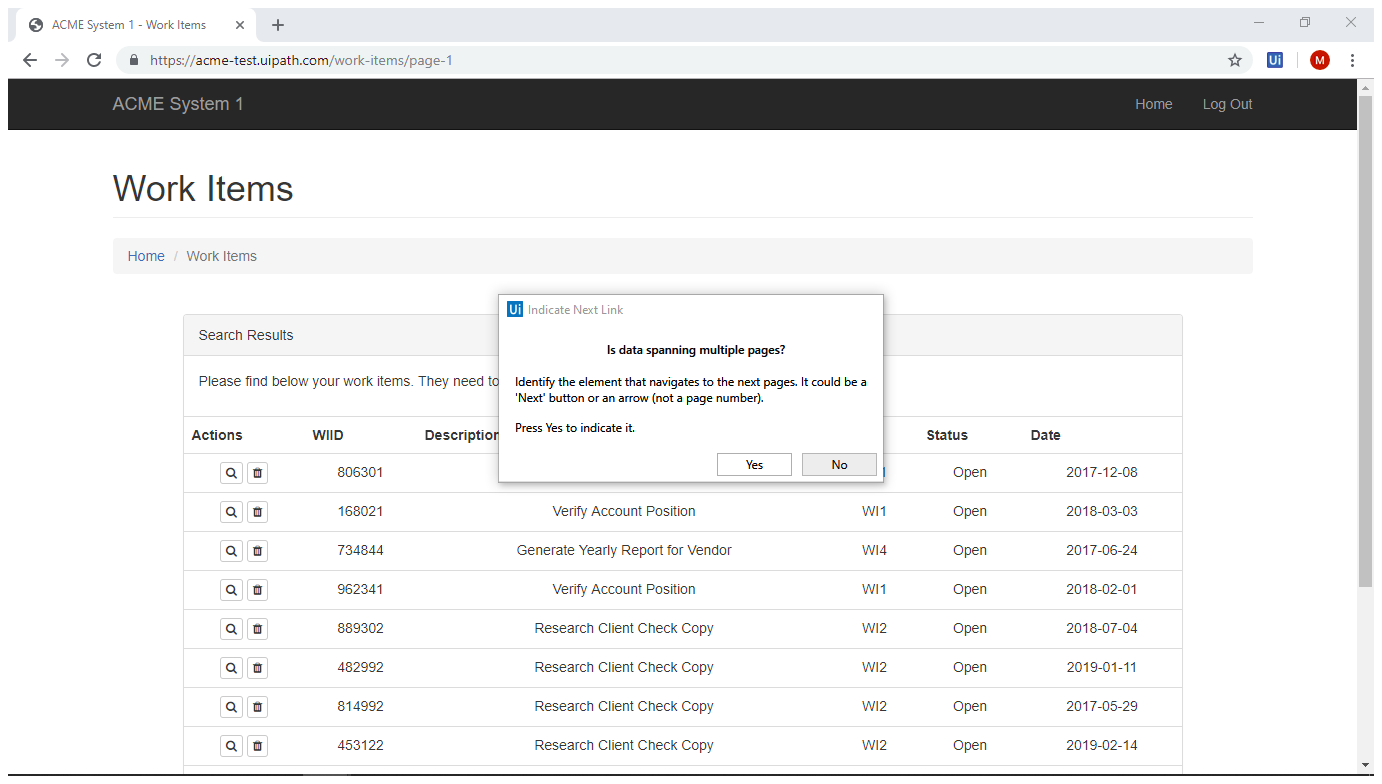 ACME System 1 - Work Items
https://acme-test.uipath.com/work-items/page-1
Ui
M
ACME System 1
Home
Log Out
Work Items
Home / Work Items
Ui Indicate Next Link
Is data spanning multiple pages?
Identify the element that navigates to the next pages. It could be a
'Next' button or an arrow (not a page number).
Press Yes to indicate it.
Yes
No
Search Results
Please find below your work items. They need to
Actions WIID Description Status Date
806301 Open 2017-12-08
168021 Verify Account Position WI1 Open 2018-03-03
734844 Generate Yearly Report for Vendor WI4 Open 2017-06-24
962341 Verify Account Position WI1 Open 2018-02-01
889302 Research Client Check Copy WI2 Open 2018-07-04
482992 Research Client Check Copy WI2 Open 2019-01-11
814992 Research Client Check Copy WI2 Open 2017-05-29
453122 Research Client Check Copy WI2 Open 2019-02-14